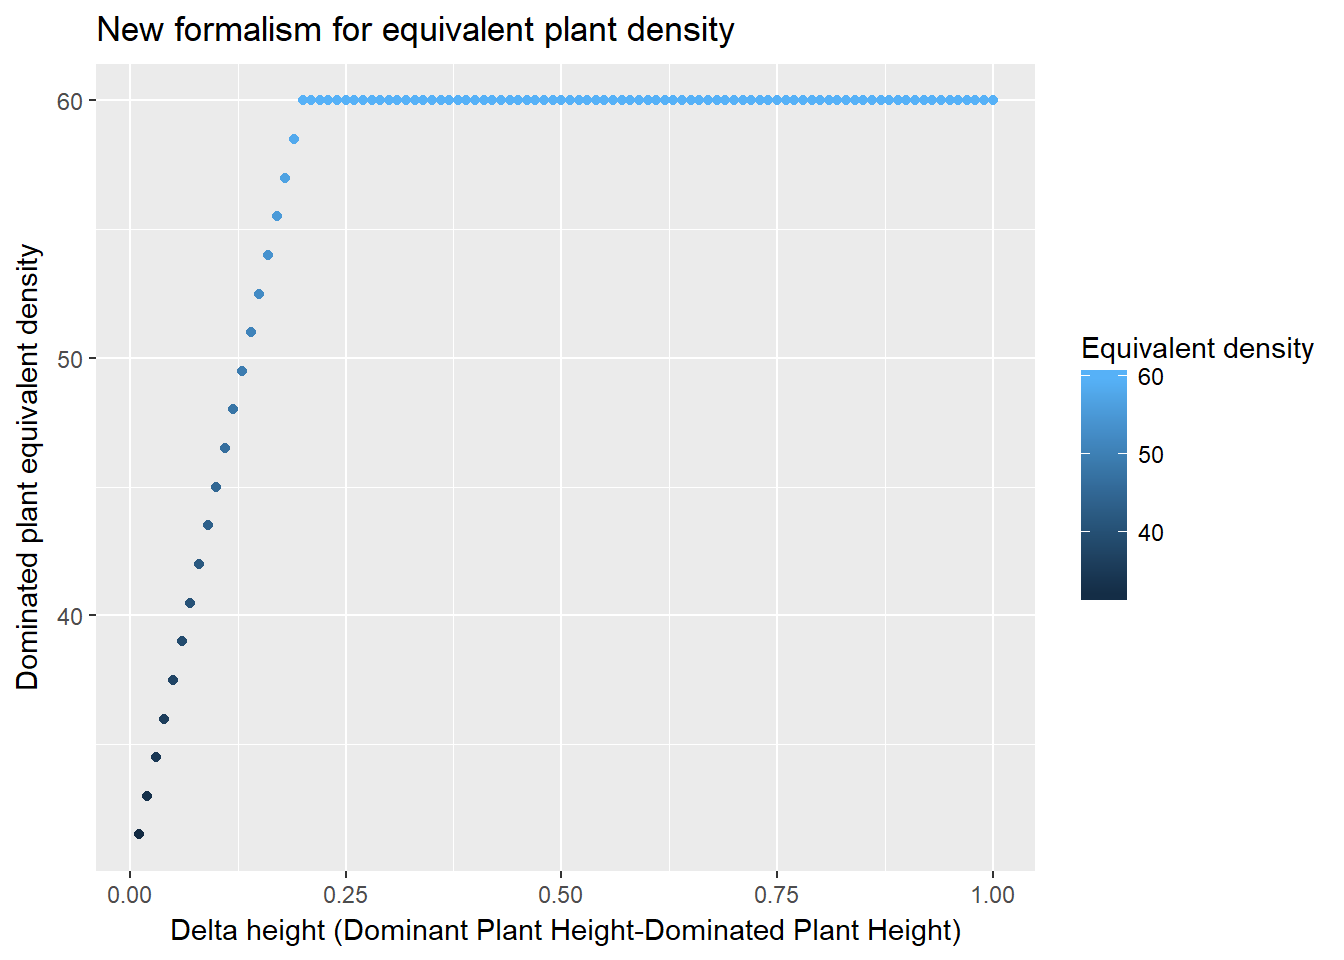 New formalism for equivalent plant density
60
50
40
Dominated plant equivalent density
0.00 0.25 0.50 0.75 1.00
Delta height (Dominant Plant Height-Dominated Plant Height)
Equivalent density
60
50
40